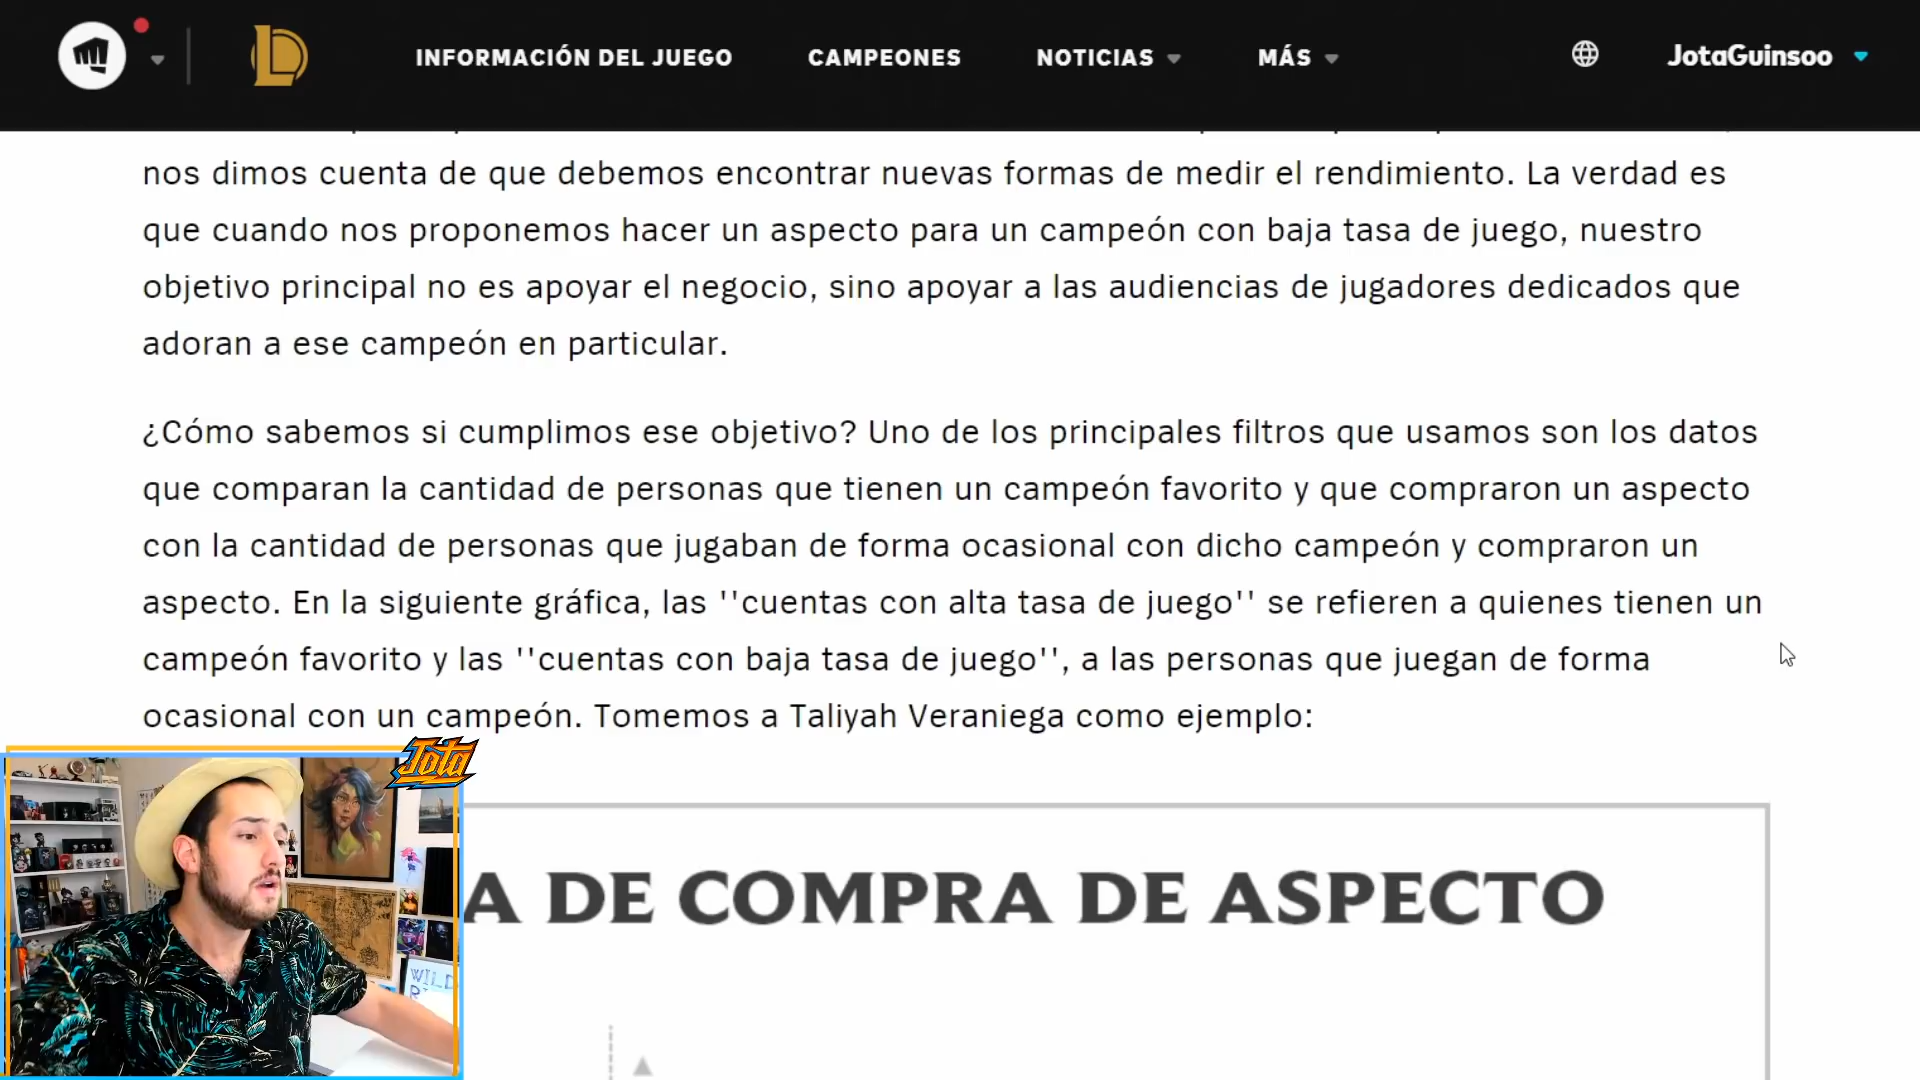 INFORMACIÓN DEL JUEGO CAMPEONES NOTICIAS MÁS JotaGuinsoo
nos dimos cuenta de que debemos encontrar nuevas formas de medir el rendimiento. La verdad es
que cuando nos proponemos hacer un aspecto para un campeón con baja tasa de juego, nuestro
objetivo principal no es apoyar el negocio, sino apoyar a las audiencias de jugadores dedicados que
adoran a ese campeón en particular.
¿Cómo sabemos si cumplimos ese objetivo? Uno de los principales filtros que usamos son los datos
que comparan la cantidad de personas que tienen un campeón favorito y que compraron un aspecto
con la cantidad de personas que jugaban de forma ocasional con dicho campeón y compraron un
aspecto. En la siguiente gráfica, las ''cuentas con alta tasa de juego'' se refieren a quienes tienen un
campeón favorito y las ''cuentas con baja tasa de juego'', a las personas que juegan de forma
ocasional con un campeón. Tomemos a Taliyah Veraniega como ejemplo:
Jota
A DE COMPRA DE ASPECTO
WILD